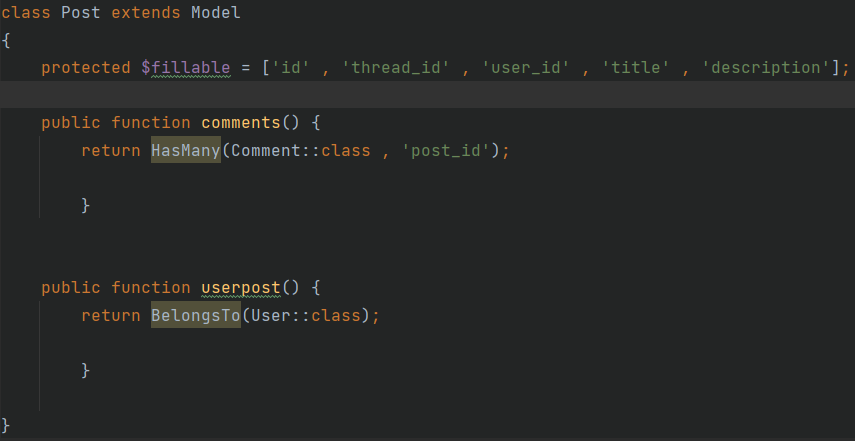 class Post extends Model
{
protected $fillable = ['id' , 'thread_id' , 'user_id' , 'title' , 'description'];
public function comments() {
return HasMany(Comment::class , 'post_id');
}
public function userpost() {
return BelongsTo(User::class);
}
}